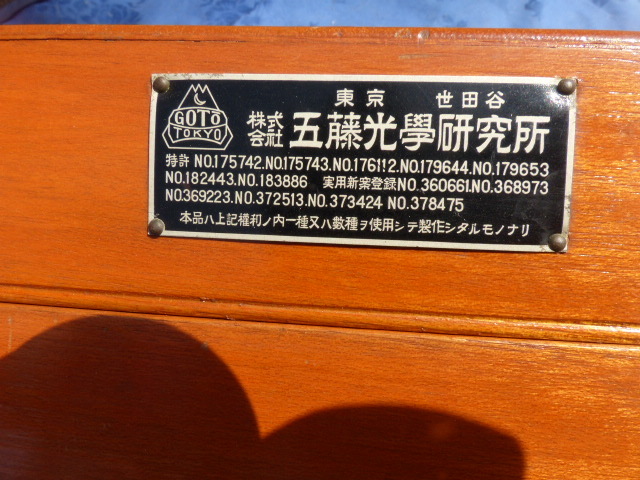 GOTO
TOKYO
東京 世田谷
株式会社 五藤光學研究所
特許 NO.175742.NO.175743.NO.176112.NO.179644.NO.179653
NO.182443.NO.183886 実用新案登録NO.360661.NO.368973
NO.369223.NO.372513.NO.373424 NO.378475
本品ハ上記權利ノ内一種又ハ數種ヲ使用シテ製作シタルモノナリ